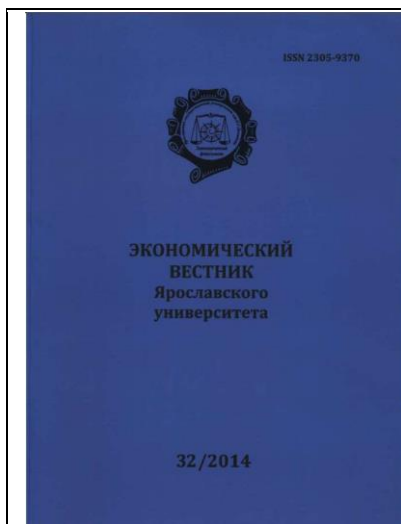 ISSN 2305-9370
ЭКОНОМИЧЕСКИЙ
ВЕСТНИК
Ярославского
университета
32/2014